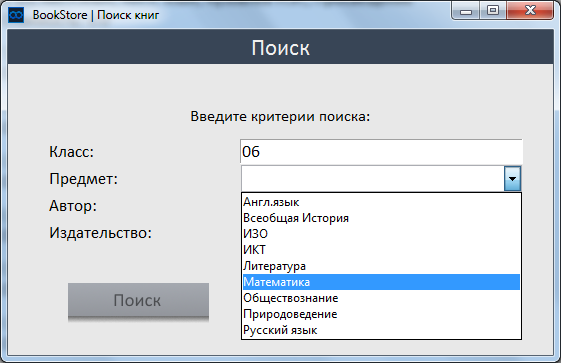 BookStore | Поиск книг
Поиск
Введите критерии поиска:
Класс: 06
Предмет:
Автор:
Издательство:
Англ.язык
Всеобщая История
ИЗО
ИКТ
Литература
Математика
Обществознание
Природоведение
Русский язык
Поиск